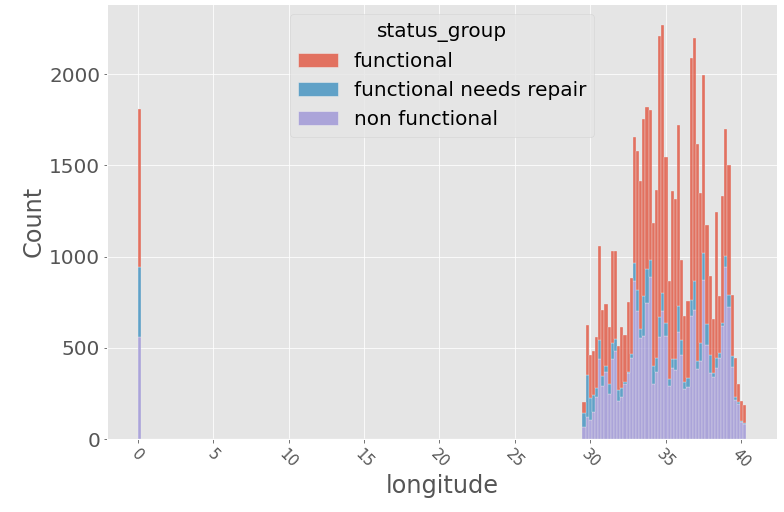 status_group
functional
functional needs repair
non functional
2000
1500
1000
500
0
Count
0 5 10 15 20 25 30 35 40
longitude